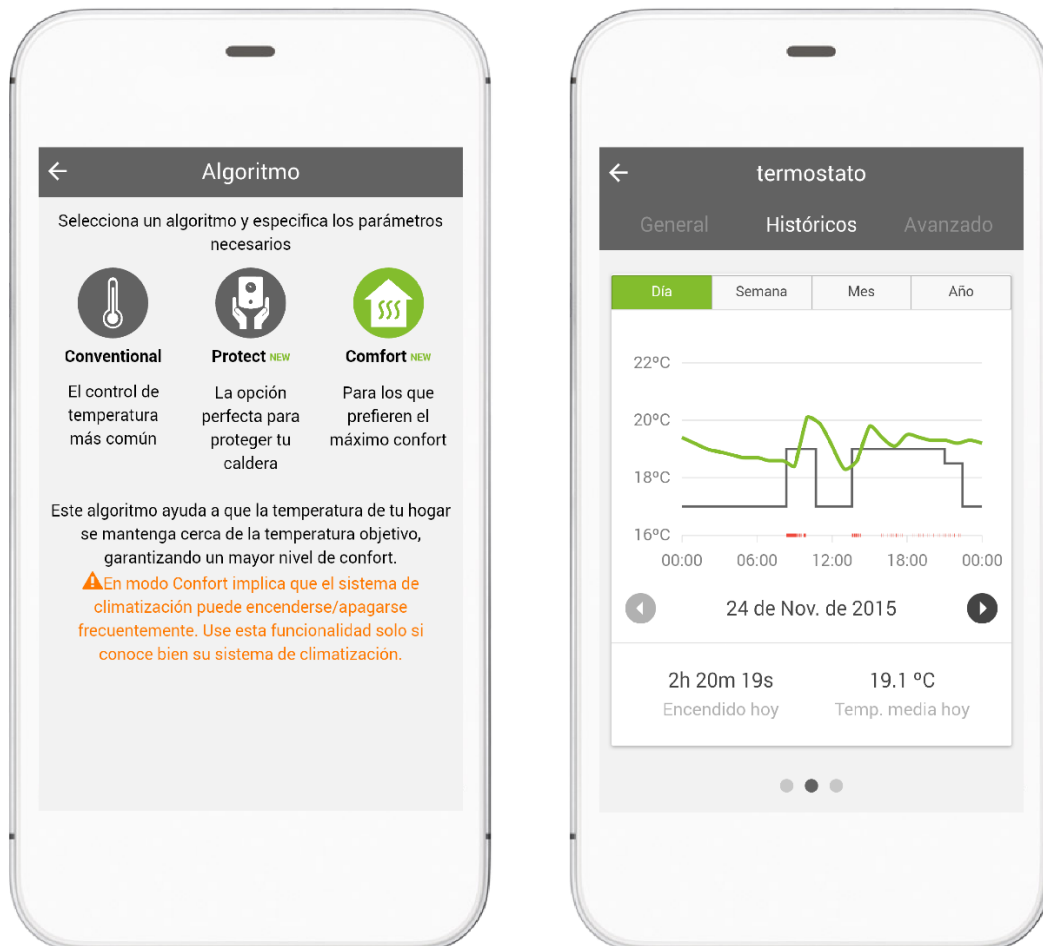 Algoritmo
Selecciona un algoritmo y especifica los parámetros
necesarios
Conventional
El control de
temperatura
más común
Protect NEW
La opción
perfecta para
proteger tu
caldera
Comfort NEW
Para los que
prefieren el
máximo confort
Este algoritmo ayuda a que la temperatura de tu hogar
se mantenga cerca de la temperatura objetivo,
garantizando un mayor nivel de confort.
En modo Confort implica que el sistema de
climatización puede encenderse/apagarse
frecuentemente. Use esta funcionalidad solo si
conoce bien su sistema de climatización.
termostato
General Históricos Avanzado
Día Semana Mes Año
22ºC
20ºC
18ºC
16ºC
00:00 06:00 12:00 18:00 00:00
24 de Nov. de 2015
2h 20m 19s 19.1 ºC
Encendido hoy Temp. media hoy